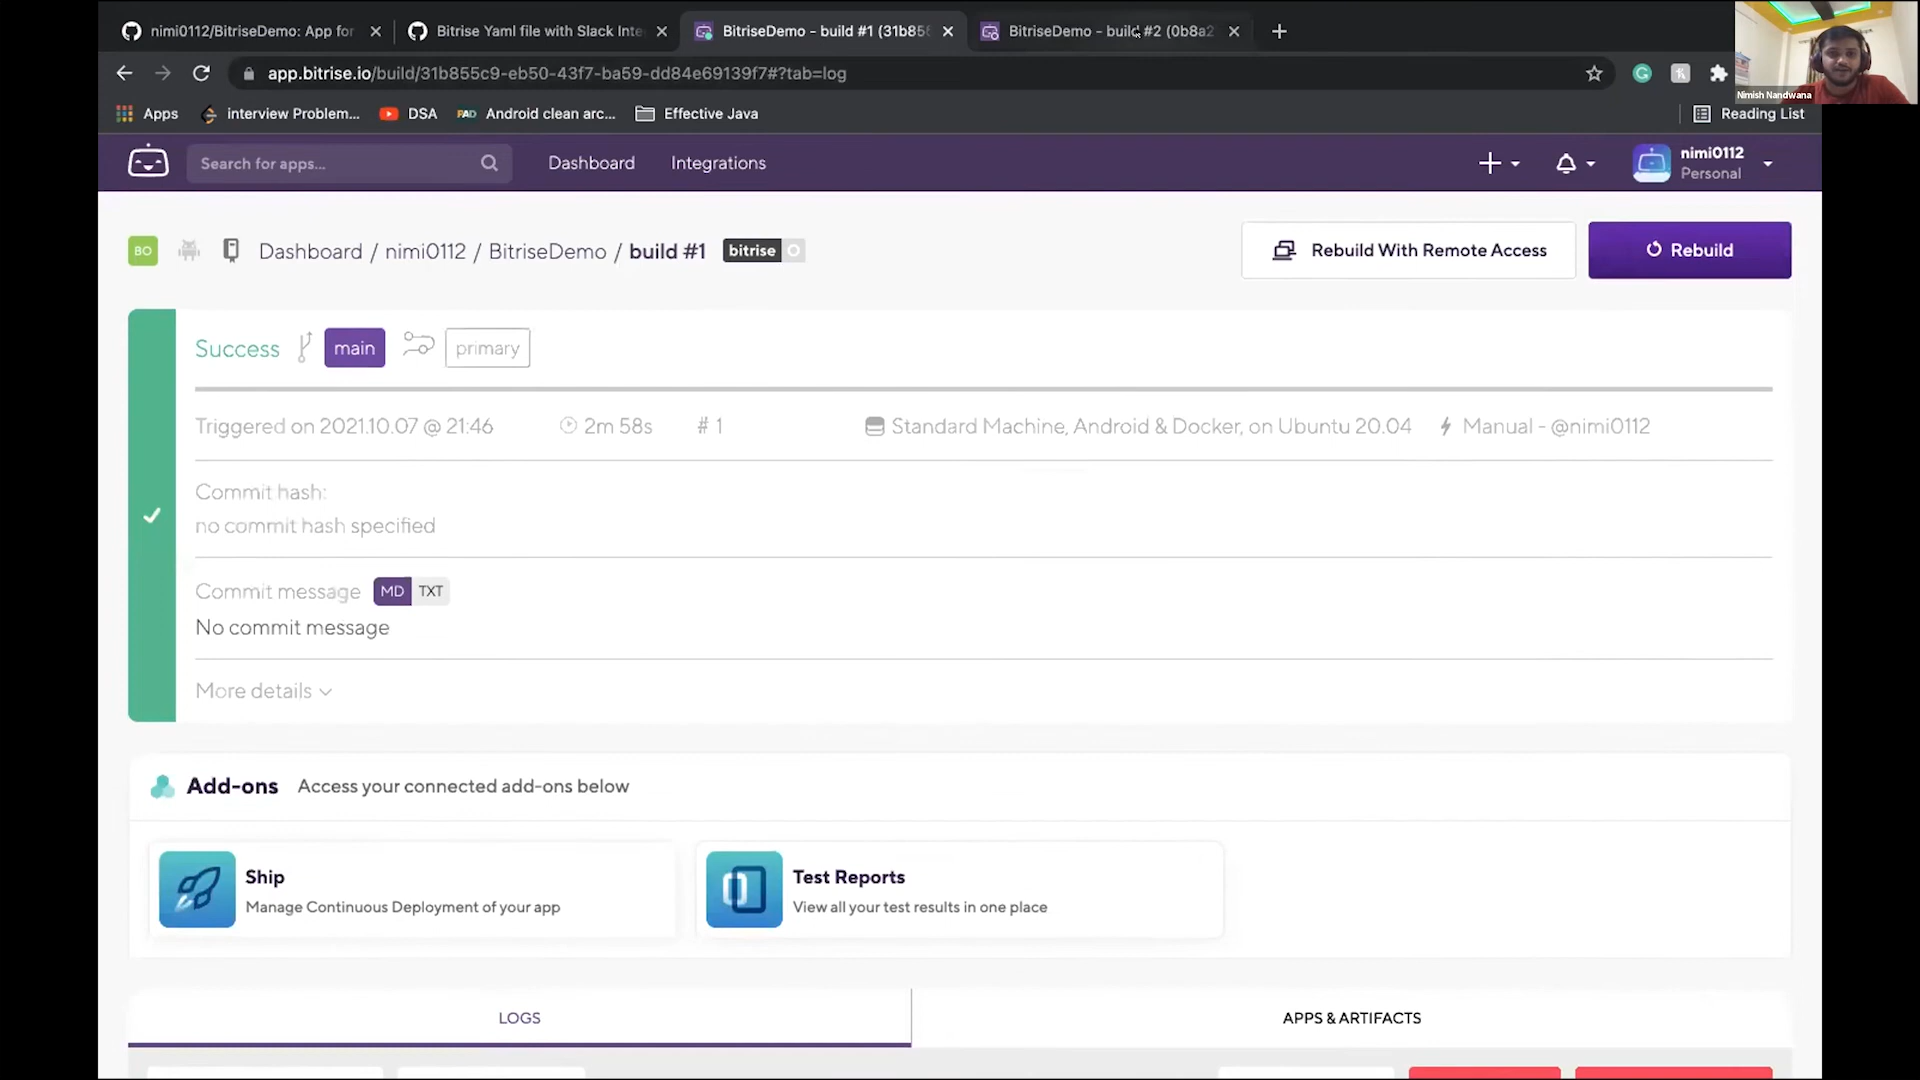 nimi0112/BitriseDemo: App for
Bitrise Yaml file with Slack Inte
BitriseDemo - build #1 (31b855
BitriseDemo - build #2 (0b8a2
app.bitrise.io/build/31b855c9-eb50-43f7-ba59-dd84e69139f7#?tab=log
Nimish Nandwana
Apps
interview Problem...
DSA
Android clean arc...
Effective Java
Reading List
Search for apps...
Dashboard
Integrations
nimi0112
Personal
BO
Dashboard / nimi0112 / BitriseDemo / build #1
bitrise
Rebuild With Remote Access
Rebuild
Success
main
primary
Triggered on 2021.10.07 @ 21:46
2m 58s
# 1
Standard Machine, Android & Docker, on Ubuntu 20.04
Manual - @nimi0112
Commit hash:
no commit hash specified
Commit message
MD
TXT
No commit message
More details
Add-ons
Access your connected add-ons below
Ship
Manage Continuous Deployment of your app
Test Reports
View all your test results in one place
LOGS
APPS & ARTIFACTS